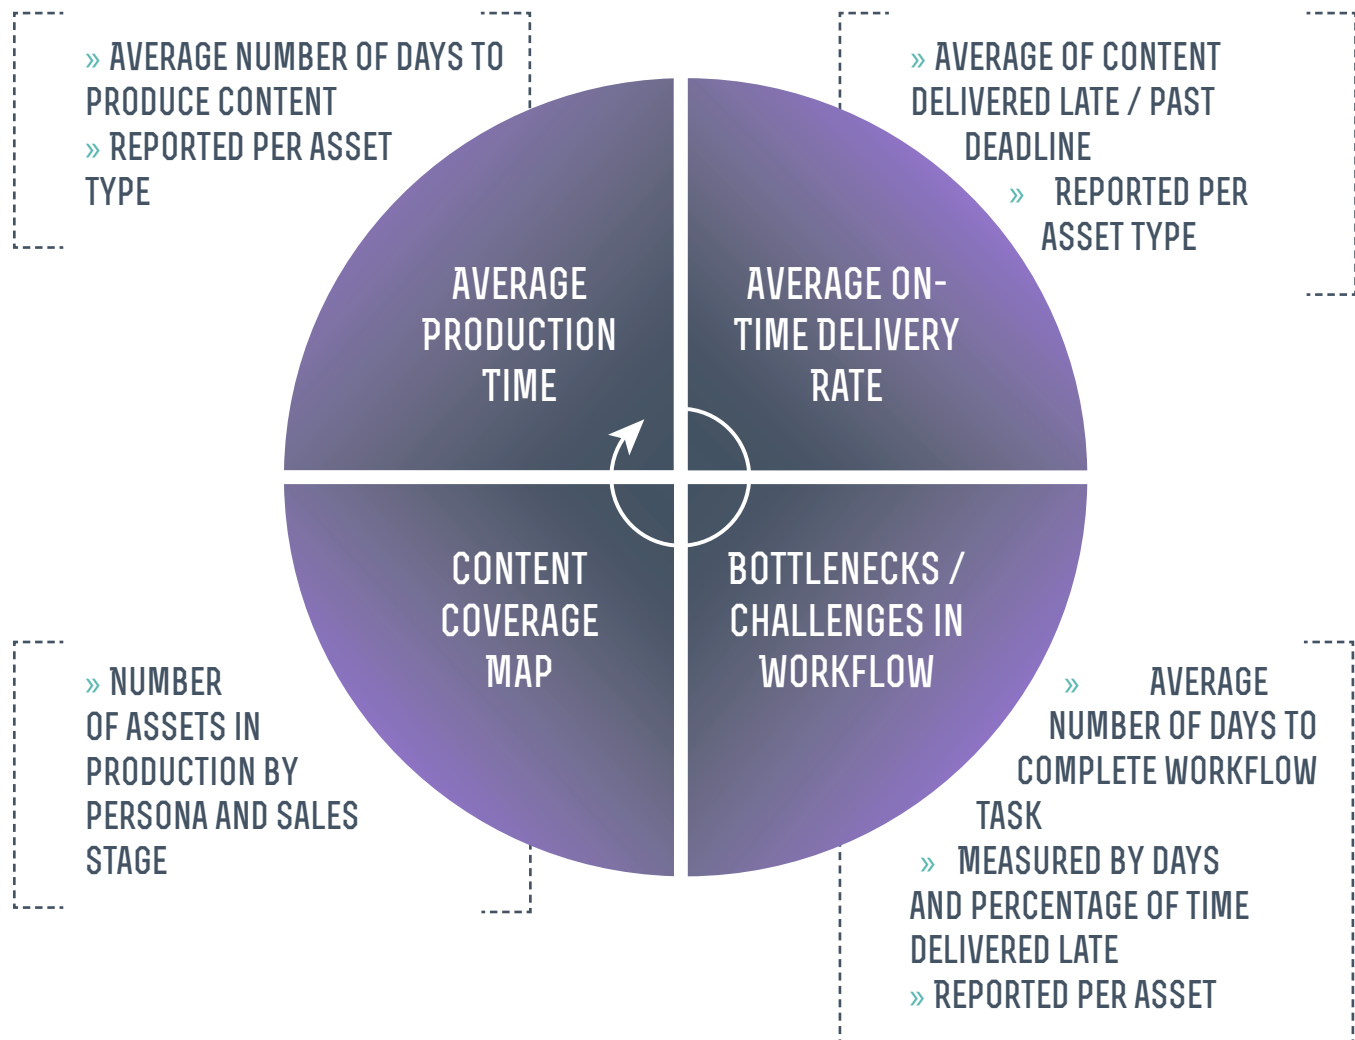 » AVERAGE NUMBER OF DAYS TO
PRODUCE CONTENT
» REPORTED PER ASSET
TYPE
» AVERAGE OF CONTENT
DELIVERED LATE / PAST
DEADLINE
» REPORTED PER
ASSET TYPE
AVERAGE
PRODUCTION
TIME
AVERAGE ON-
TIME DELIVERY
RATE
CONTENT
COVERAGE
MAP
BOTTLENECKS /
CHALLENGES IN
WORKFLOW
» NUMBER
OF ASSETS IN
PRODUCTION BY
PERSONA AND SALES
STAGE
» AVERAGE
NUMBER OF DAYS TO
COMPLETE WORKFLOW
TASK
» MEASURED BY DAYS
AND PERCENTAGE OF TIME
DELIVERED LATE
» REPORTED PER ASSET